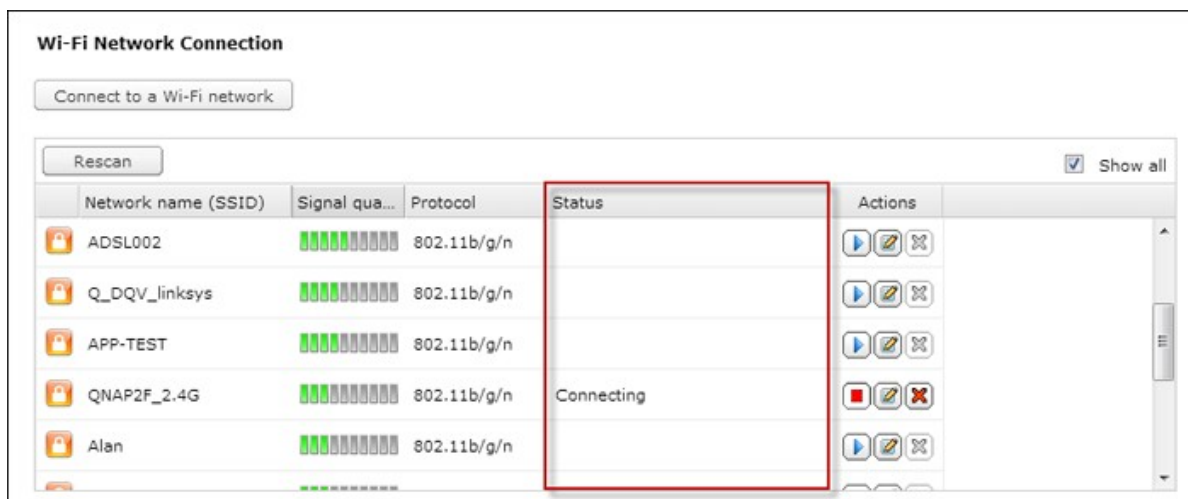 Wi-Fi Network Connection
Connect to a Wi-Fi network
Rescan
Show all
Network name (SSID) Signal qua... Protocol Status Actions
ADSL002 802.11b/g/n
Q_DQV_linksys 802.11b/g/n
APP-TEST 802.11b/g/n
QNAP2F_2.4G 802.11b/g/n Connecting
Alan 802.11b/g/n